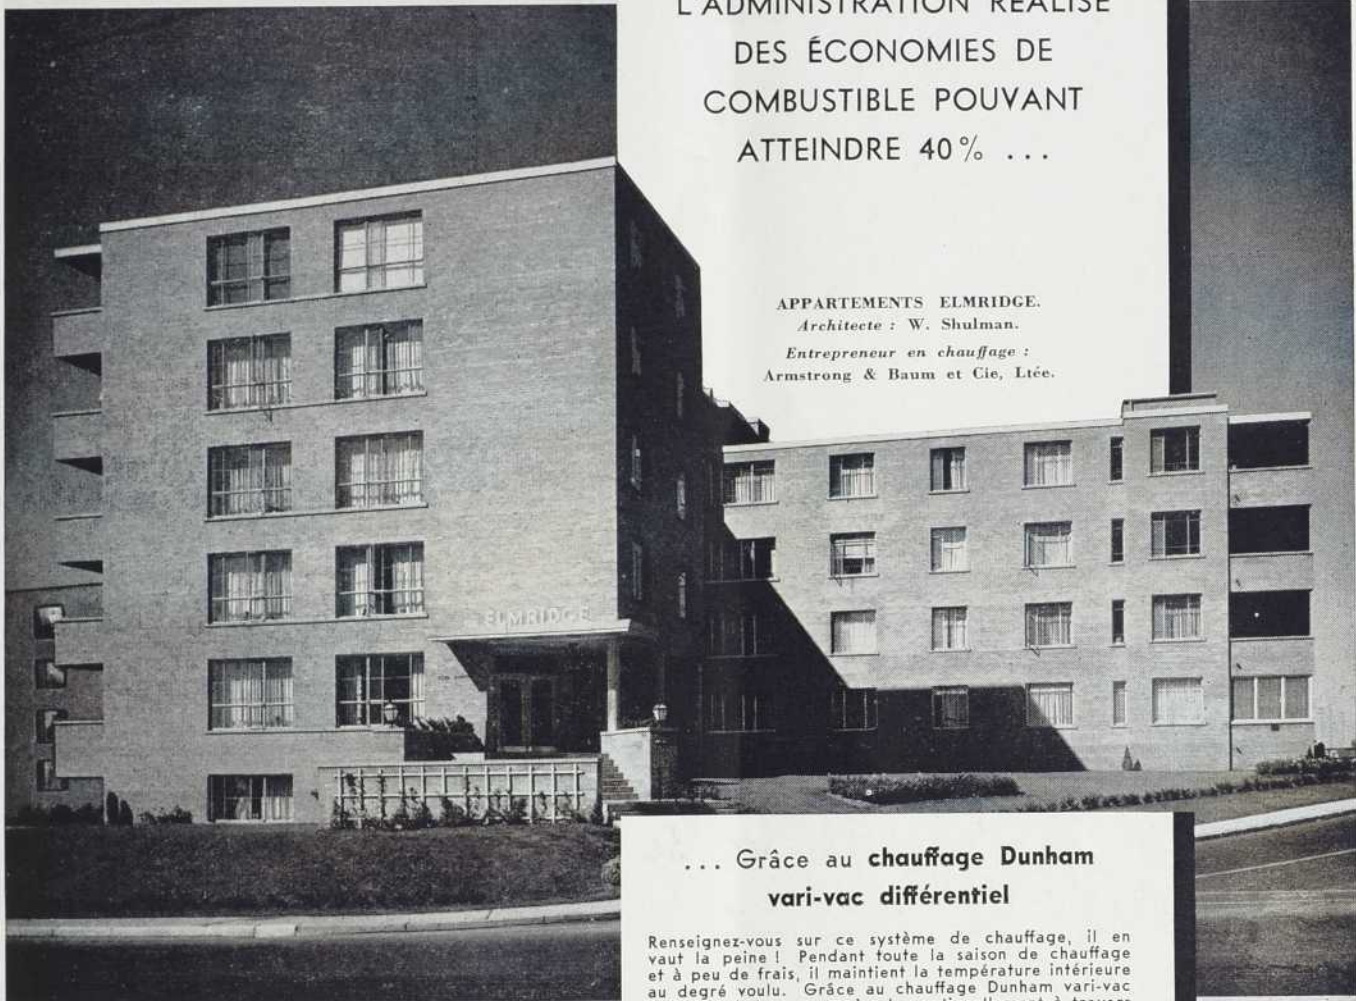 L'ADMINISTRATION RÉALISE
DES ÉCONOMIES DE
COMBUSTIBLE POUVANT
ATTEINDRE 40% ...
APPARTEMENTS ELMRIDGE.
Architecte : W. Shulman.
Entrepreneur en chauffage :
Armstrong & Baum et Cie, Ltée.
ELMRIDGE
... Grâce au chauffage Dunham
vari-vac différentiel
Renseignez-vous sur ce système de chauffage, il en
vaut la peine ! Pendant toute la saison de chauffage
et à peu de frais, il maintient la température intérieure
au degré voulu. Grâce au chauffage Dunham vari-vac